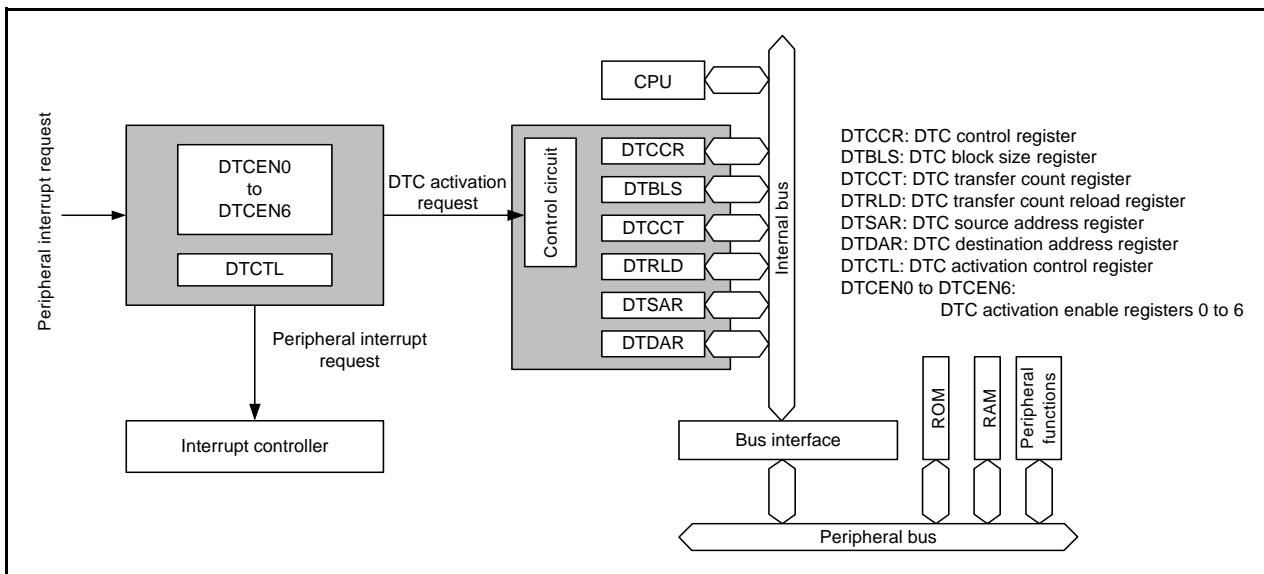 Peripheral interrupt request
DTCEN0
to
DTCEN6
DTCTL
DTC activation
request
Peripheral interrupt
request
Interrupt controller
CPU
Control circuit
DTCCR
DTBLS
DTCCT
DTRLD
DTSAR
DTDAR
Internal bus
DTCCR: DTC control register
DTBLS: DTC block size register
DTCCT: DTC transfer count register
DTRLD: DTC transfer count reload register
DTSAR: DTC source address register
DTDAR: DTC destination address register
DTCTL: DTC activation control register
DTCEN0 to DTCEN6:
DTC activation enable registers 0 to 6
Bus interface
ROM
RAM
Peripheral
functions
Peripheral bus